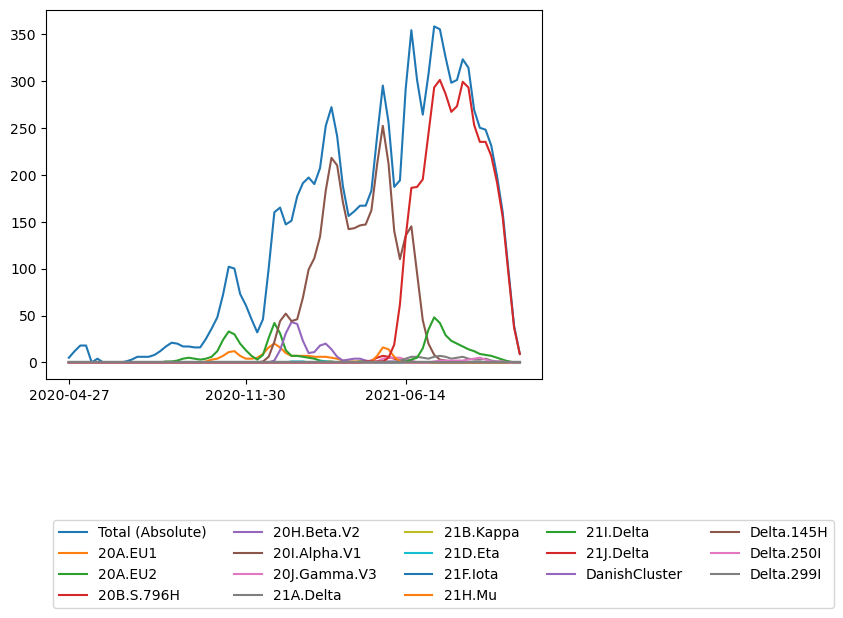 350
300
250
200
150
100
50
0
2020-04-27 2020-11-30 2021-06-14
Total (Absolute) 20H.Beta.V2 21B.Kappa 21I.Delta Delta.145H
20A.EU1 20I.Alpha.V1 21D.Eta 21J.Delta Delta.250I
20A.EU2 20J.Gamma.V3 21F.Iota DanishCluster Delta.299I
20B.S.796H 21A.Delta 21H.Mu